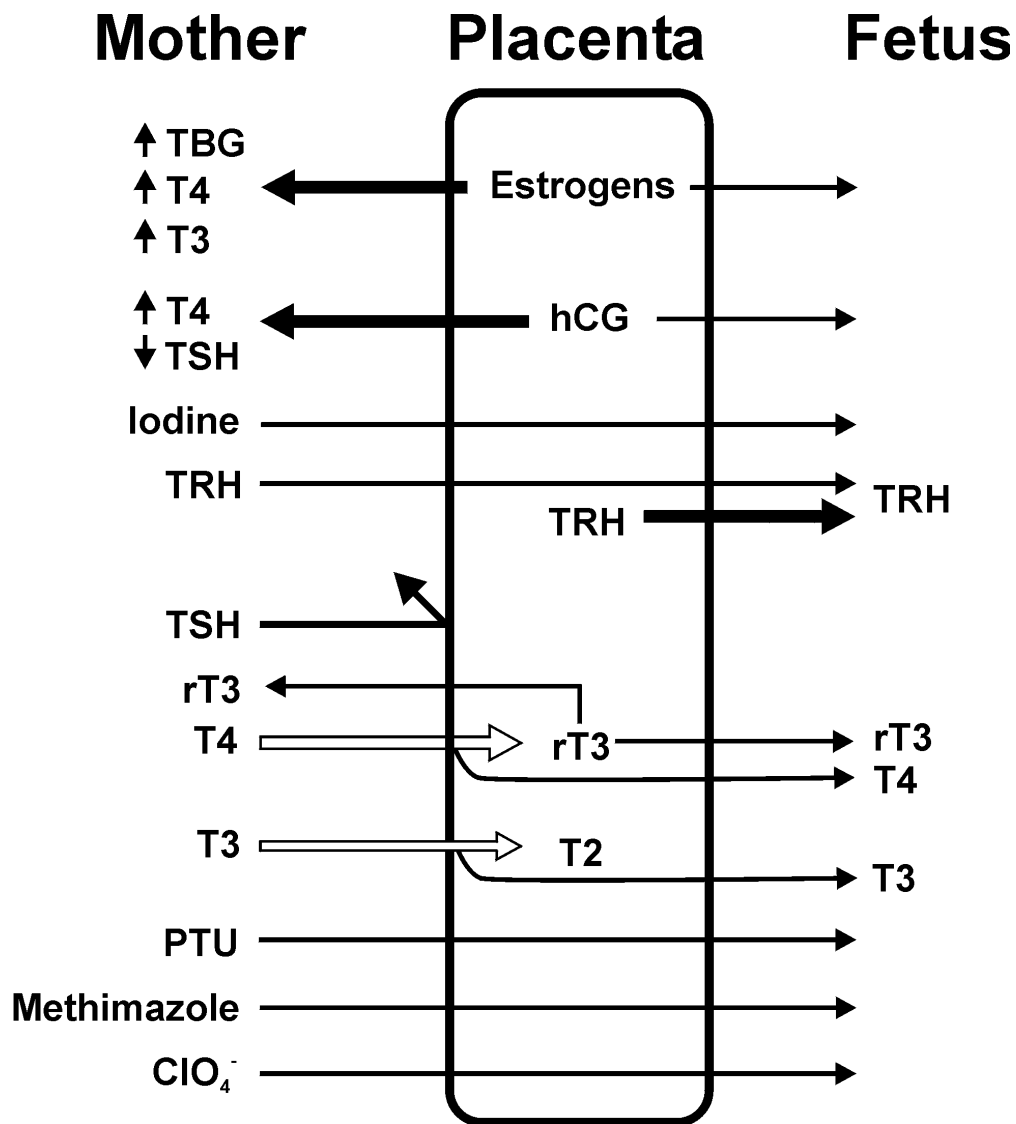 Mother Placenta Fetus
TBG
T4 Estrogens
T3
T4 hCG
TSH
Iodine
TRH TRH
TRH
TSH
rT3
T4 rT3 rT3
T4
T3 T2
T3
PTU
Methimazole
ClO₄⁻